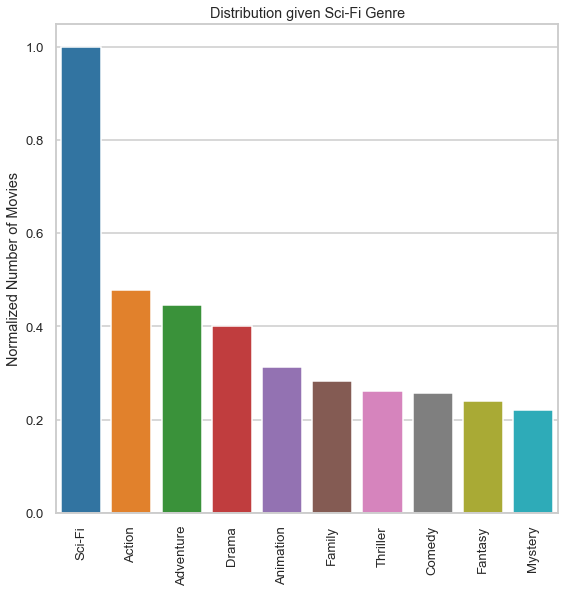 Distribution given Sci-Fi Genre
Normalized Number of Movies
1.0
0.8
0.6
0.4
0.2
0.0
Sci-Fi
Action
Adventure
Drama
Animation
Family
Thriller
Comedy
Fantasy
Mystery